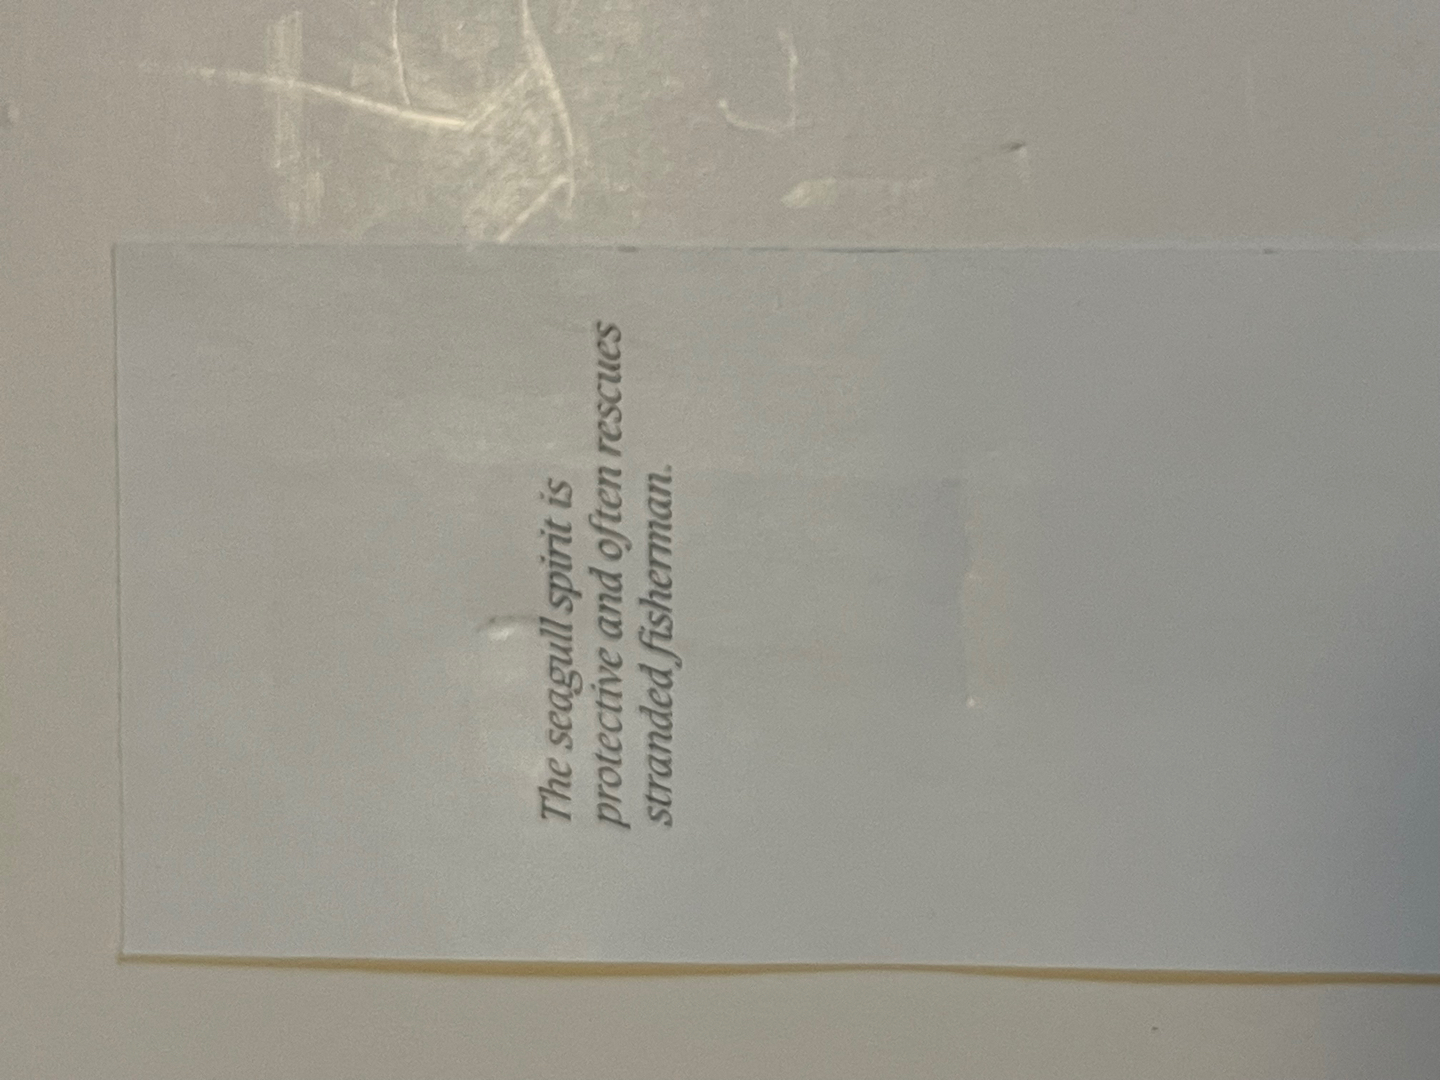 The seagull spirit is
protective and often rescues
stranded fisherman.